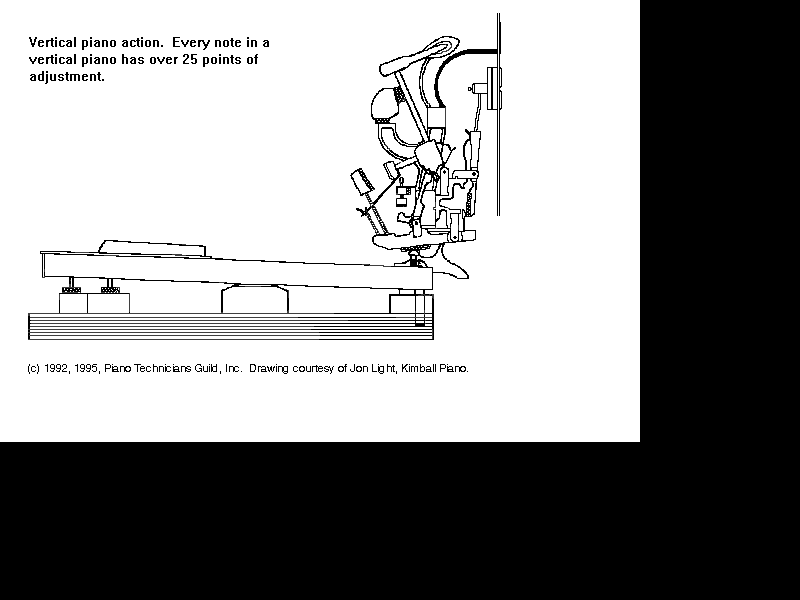 Vertical piano action.  Every note in a
vertical piano has over 25 points of
adjustment.
(c) 1992, 1995, Piano Technicians Guild, Inc.  Drawing courtesy of Jon Light, Kimball Piano.